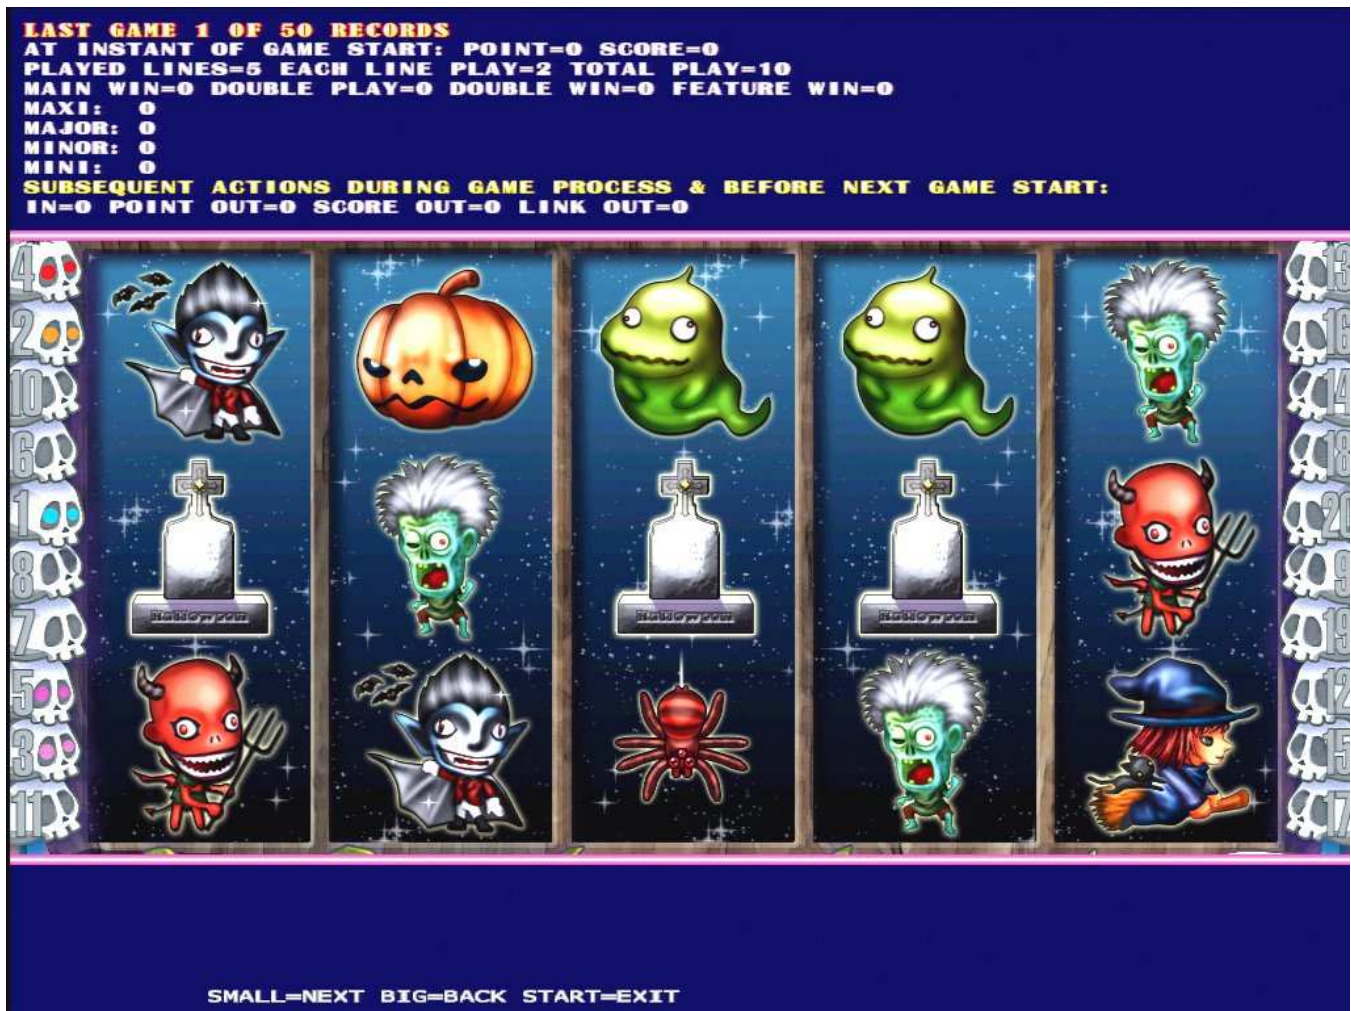 LAST GAME 1 OF 50 RECORDS
AT INSTANT OF GAME START: POINT=0 SCORE=0
PLAYED LINES=5 EACH LINE PLAY=2 TOTAL PLAY=10
MAIN WIN=0 DOUBLE PLAY=0 DOUBLE WIN=0 FEATURE WIN=0
MAXI: 0
MAJOR: 0
MINOR: 0
MINI: 0
SUBSEQUENT ACTIONS DURING GAME PROCESS & BEFORE NEXT GAME START:
IN=0 POINT OUT=0 SCORE OUT=0 LINK OUT=0
4
2
10
6
1
8
7
5
3
11
13
16
14
18
20
9
19
12
15
17
SMALL=NEXT BIG=BACK START=EXIT